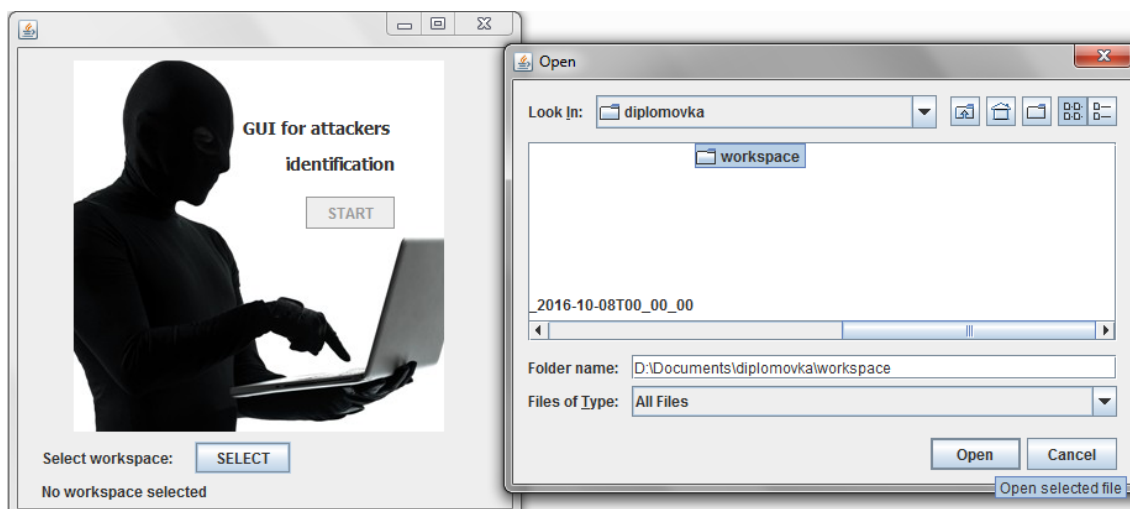 GUI for attackers
identification
START
Select workspace: SELECT
No workspace selected
Open
Look In: diplomovka
workspace
_2016-10-08T00_00_00
Folder name: D:\Documents\diplomovka\workspace
Files of Type: All Files
Open Cancel
Open selected file